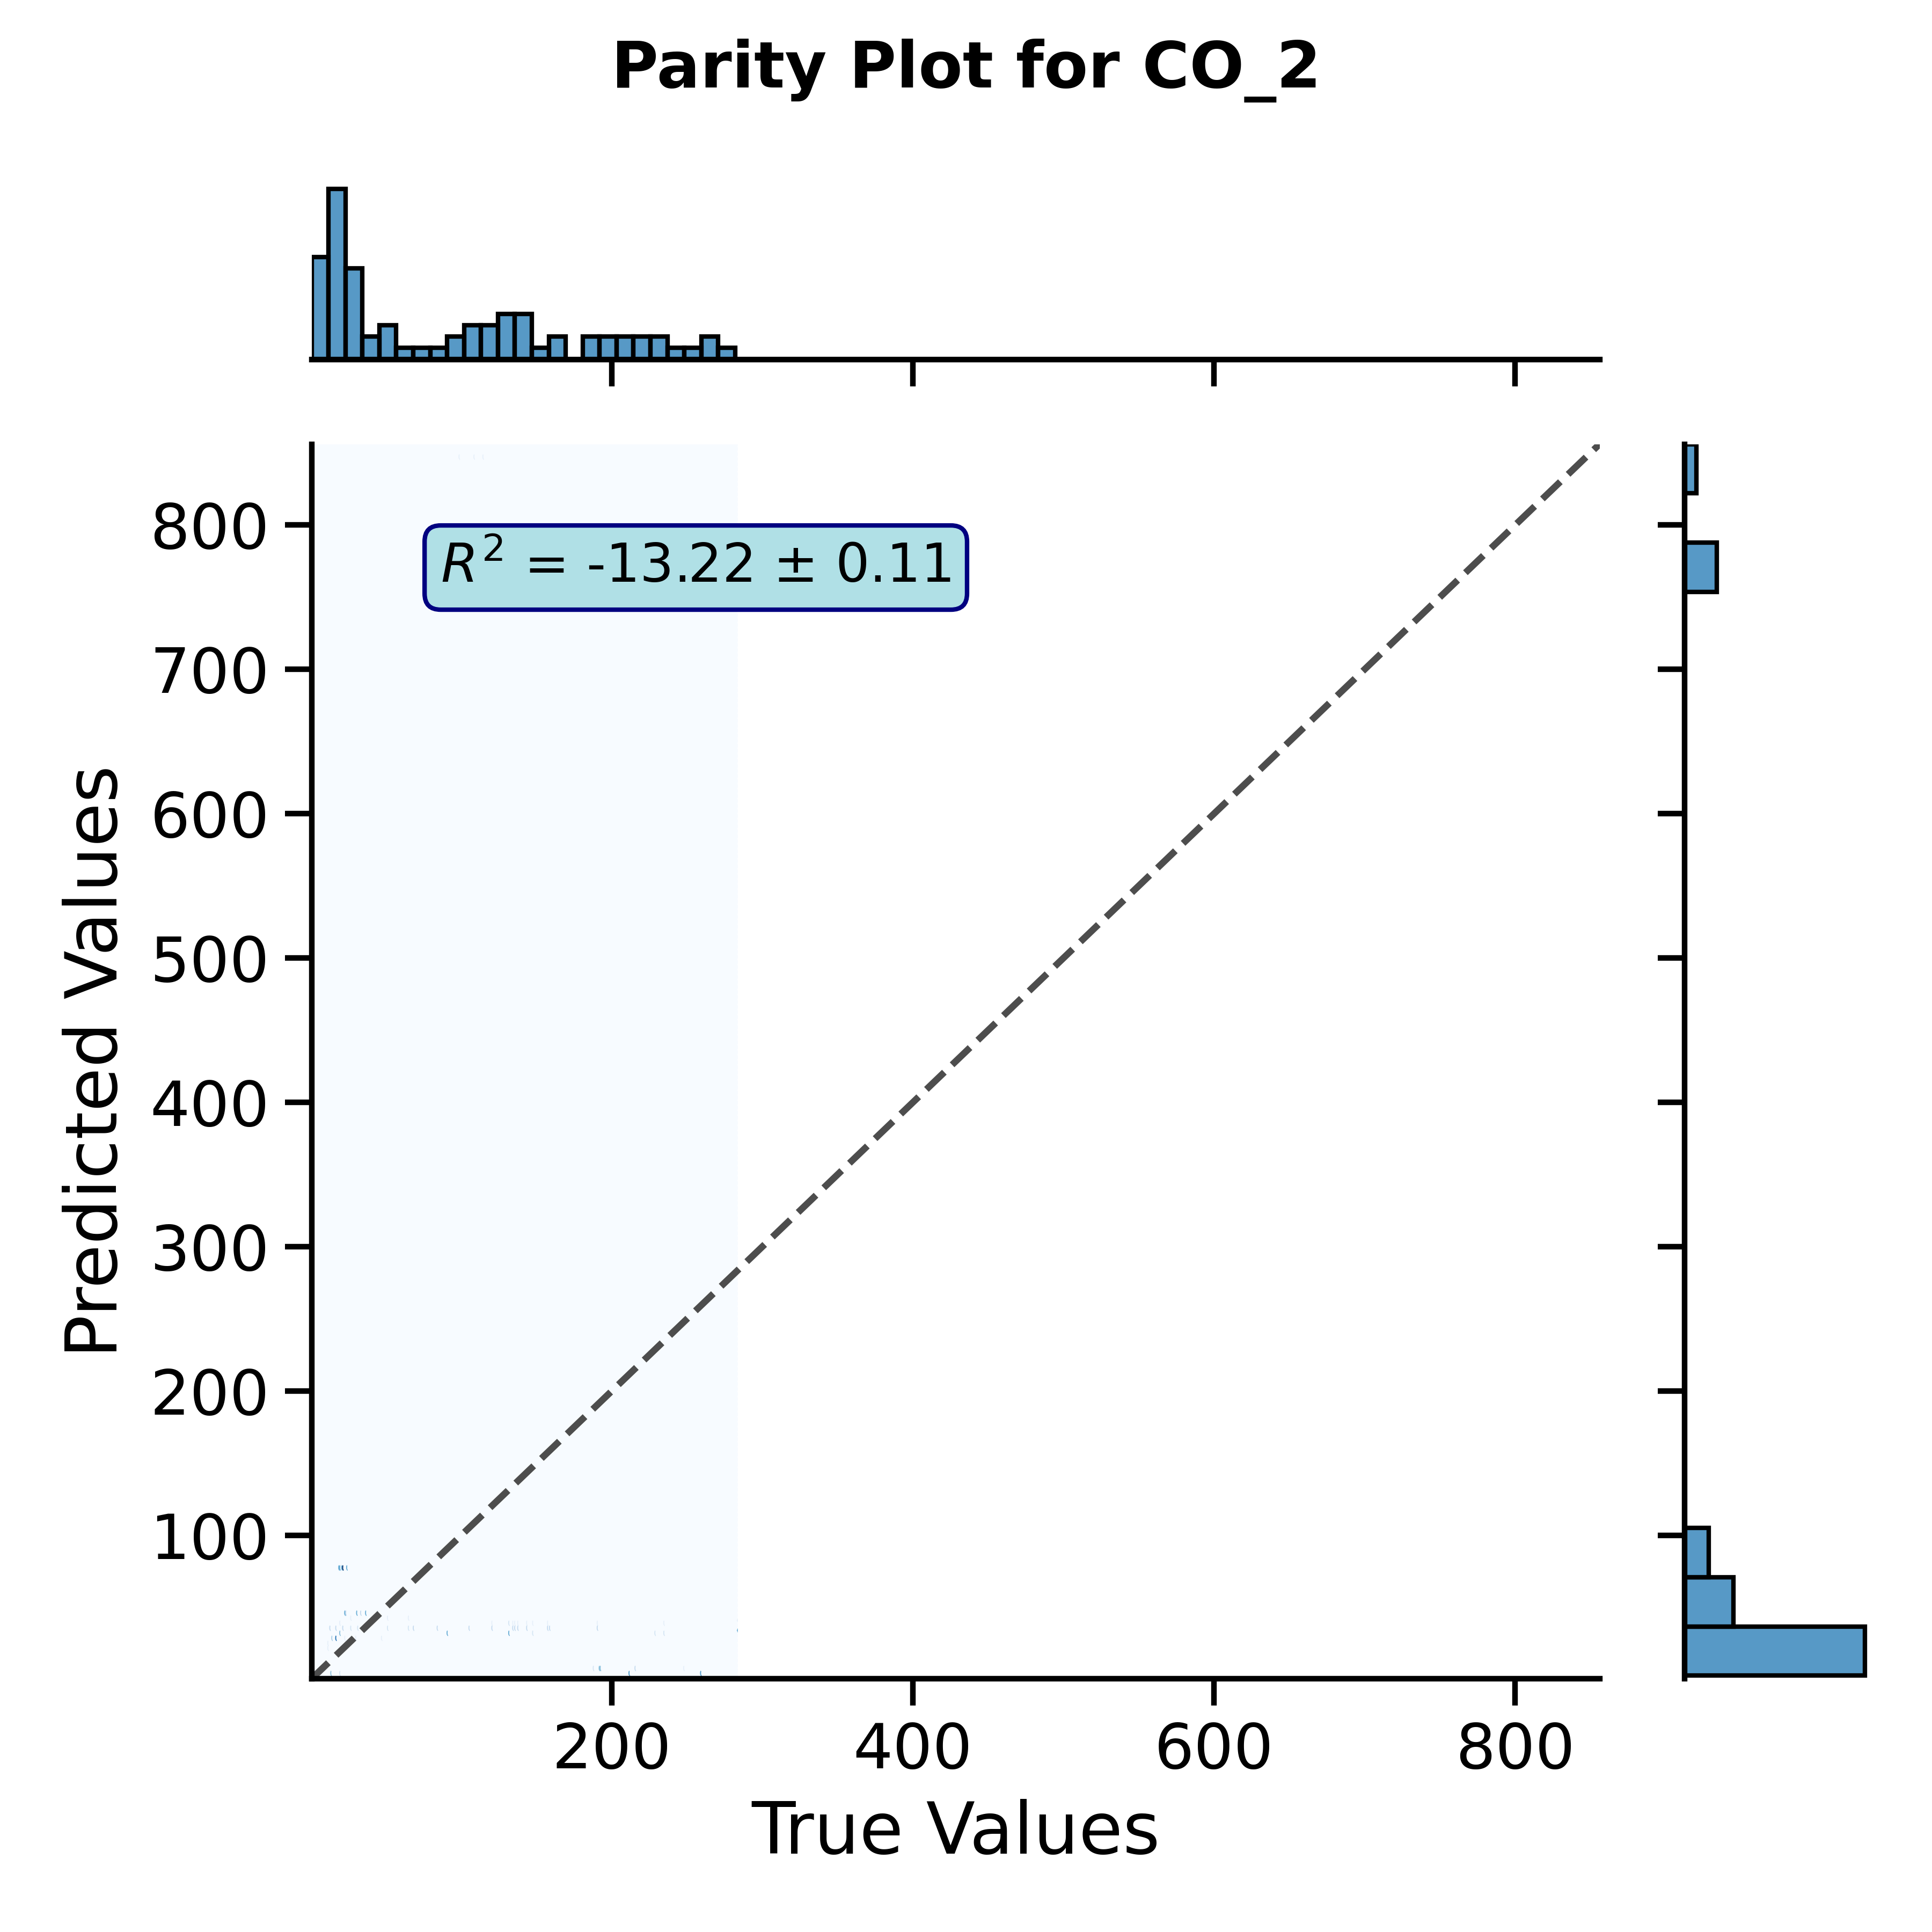 Parity Plot for CO_2
R² = -13.22 ± 0.11
800
700
600
500
400
300
200
100
Predicted Values
200 400 600 800
True Values